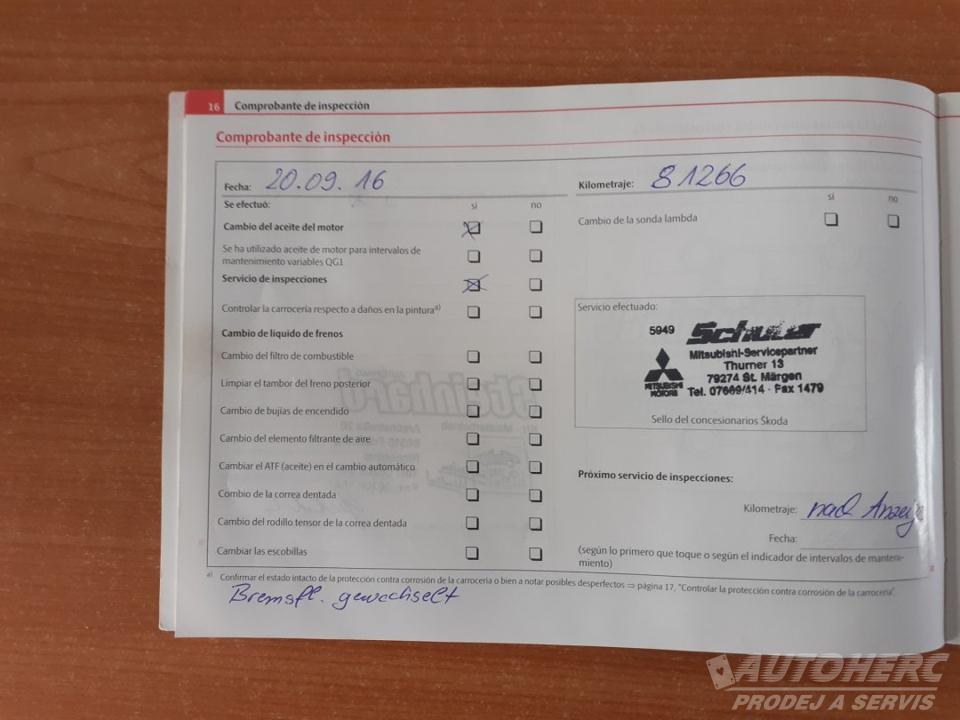 16 Comprobante de inspección
Comprobante de inspección
Fecha: 20.09.16
Se efectuó: si no
Cambio del aceite del motor
Se ha utilizado aceite de motor para intervalos de
mantenimiento variables QG1
Servicio de inspecciones
Controlar la carrocería respecto a daños en la pintura a)
Cambio de liquido de frenos
Cambio del filtro de combustible
Limpiar el tambor del freno posterior
Cambio de bujías de encendido
Cambio del elemento filtrante de aire
Cambiar el ATF (aceite) en el cambio automático
Combio de la correa dentada
Cambio del rodillo tensor de la correa dentada
Cambiar las escobillas
Kilometraje: 81266
si no
Cambio de la sonda lambda
Servicio efectuado:
5949 Schuler
Mitsubishi-Servicepartner
Thurner 13
79274 St. Märgen
Tel. 07669/414 - Fax 1479
MITSUBISHI
MOTORS
Sello del concesionarios Škoda
Próximo servicio de inspecciones:
Kilometraje: nach Anzeige
Fecha:
(según lo primero que toque o según el indicador de intervalos de mantene-
miento)
a) Confirmar el estado intacto de la protección contra corrosión de la carrocería o bien a notar posibles desperfectos ⇒ página 17, "Controlar la protección contra corrosión de la carrocería"
Bremsfl. gewechselt
AUTOHERC
PRODEJ A SERVIS